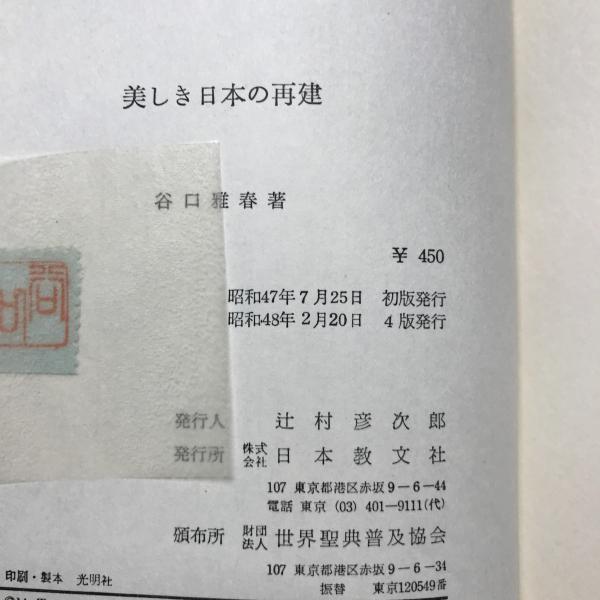 美しき日本の再建
谷口雅春著
¥ 450
昭和47年7月25日 初版発行
昭和48年2月20日 4版発行
発行人 辻村彦次郎
発行所 株式会社 日本教文社
107 東京都港区赤坂9-6-44
電話 東京 (03) 401-9111(代)
頒布所 財団法人 世界聖典普及協会
107 東京都港区赤坂9-6-34
振替 東京120549番
印刷・製本 光明社